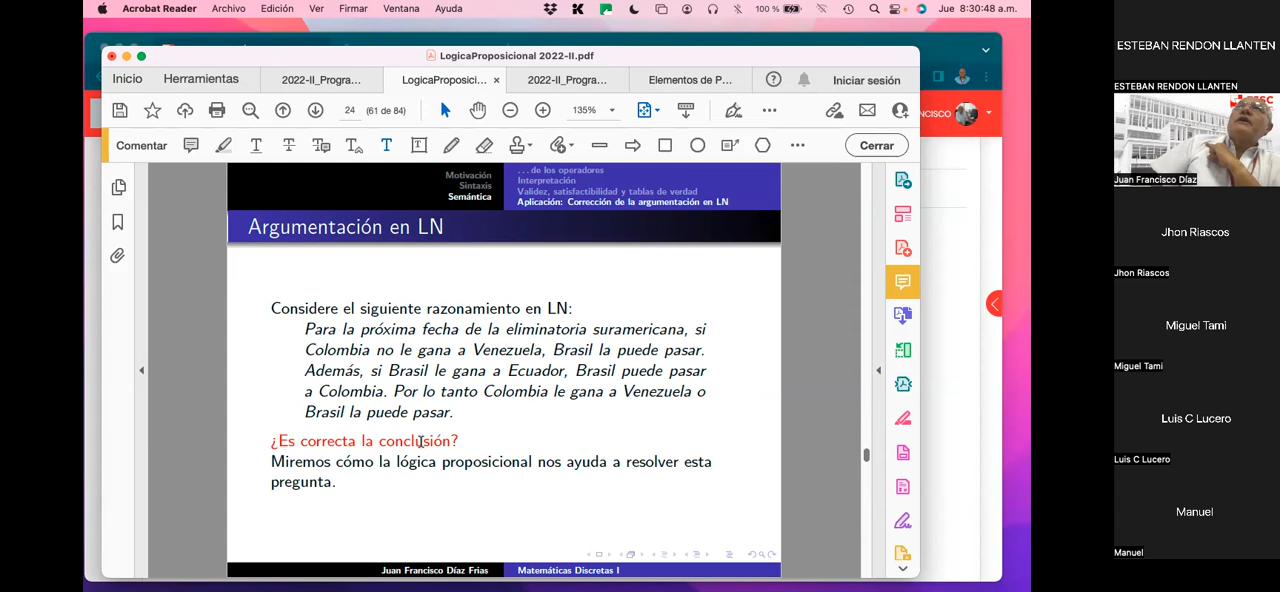 Acrobat Reader Archivo Edición Ver Firmar Ventana Ayuda 100 % Jue 8:30:48 a.m.
LogicaProposicional 2022-II.pdf
Inicio Herramientas 2022-II_Progra... LogicaProposici... × 2022-II_Progra... Elementos de P... Iniciar sesión
24 (61 de 84) 135%
Comentar Cerrar
NCISCO
Motivación
Sintaxis
Semántica
...de los operadores
Interpretación
Validez, satisfactibilidad y tablas de verdad
Aplicación: Corrección de la argumentación en LN
Argumentación en LN
Considere el siguiente razonamiento en LN:
Para la próxima fecha de la eliminatoria suramericana, si
Colombia no le gana a Venezuela, Brasil la puede pasar.
Además, si Brasil le gana a Ecuador, Brasil puede pasar
a Colombia. Por lo tanto Colombia le gana a Venezuela o
Brasil la puede pasar.
¿Es correcta la conclusión?
Miremos cómo la lógica proposicional nos ayuda a resolver esta
pregunta.
Juan Francisco Díaz Frias Matemáticas Discretas I
ESTEBAN RENDON LLANTEN
ESTEBAN RENDON LLANTEN
Juan Francisco Díaz
Jhon Riascos
Jhon Riascos
Miguel Tami
Miguel Tami
Luis C Lucero
Luis C Lucero
Manuel
Manuel